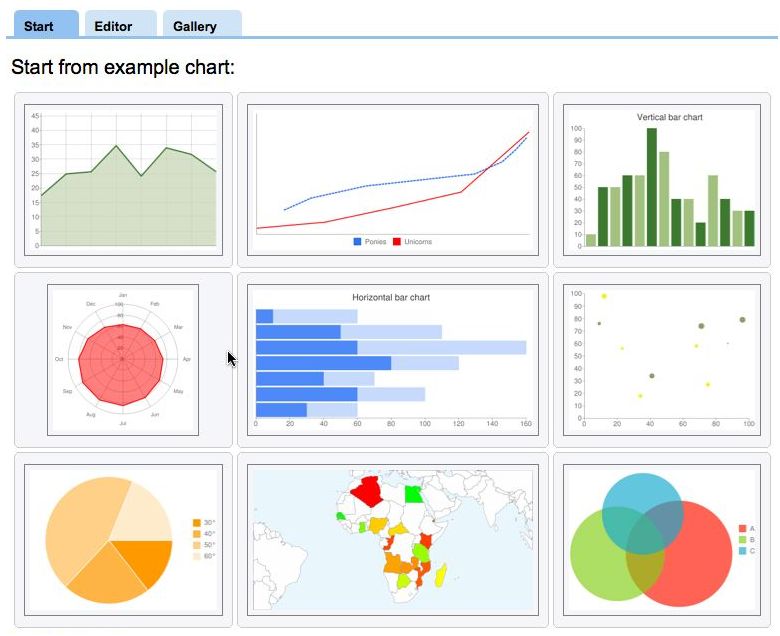 Start Editor Gallery
Start from example chart:
45
40
35
30
25
20
15
10
5
0
Ponies Unicorns
Vertical bar chart
100
90
80
70
60
50
40
30
20
10
0
Jan
Feb
Mar
Apr
May
Jun
Jul
Aug
Sep
Oct
Nov
Dec
100
80
60
Horizontal bar chart
0 20 40 60 80 100 120 140 160
100
90
80
70
60
50
40
30
20
10
0
0 20 40 60 80 100
30°
40°
50°
60°
A
B
C